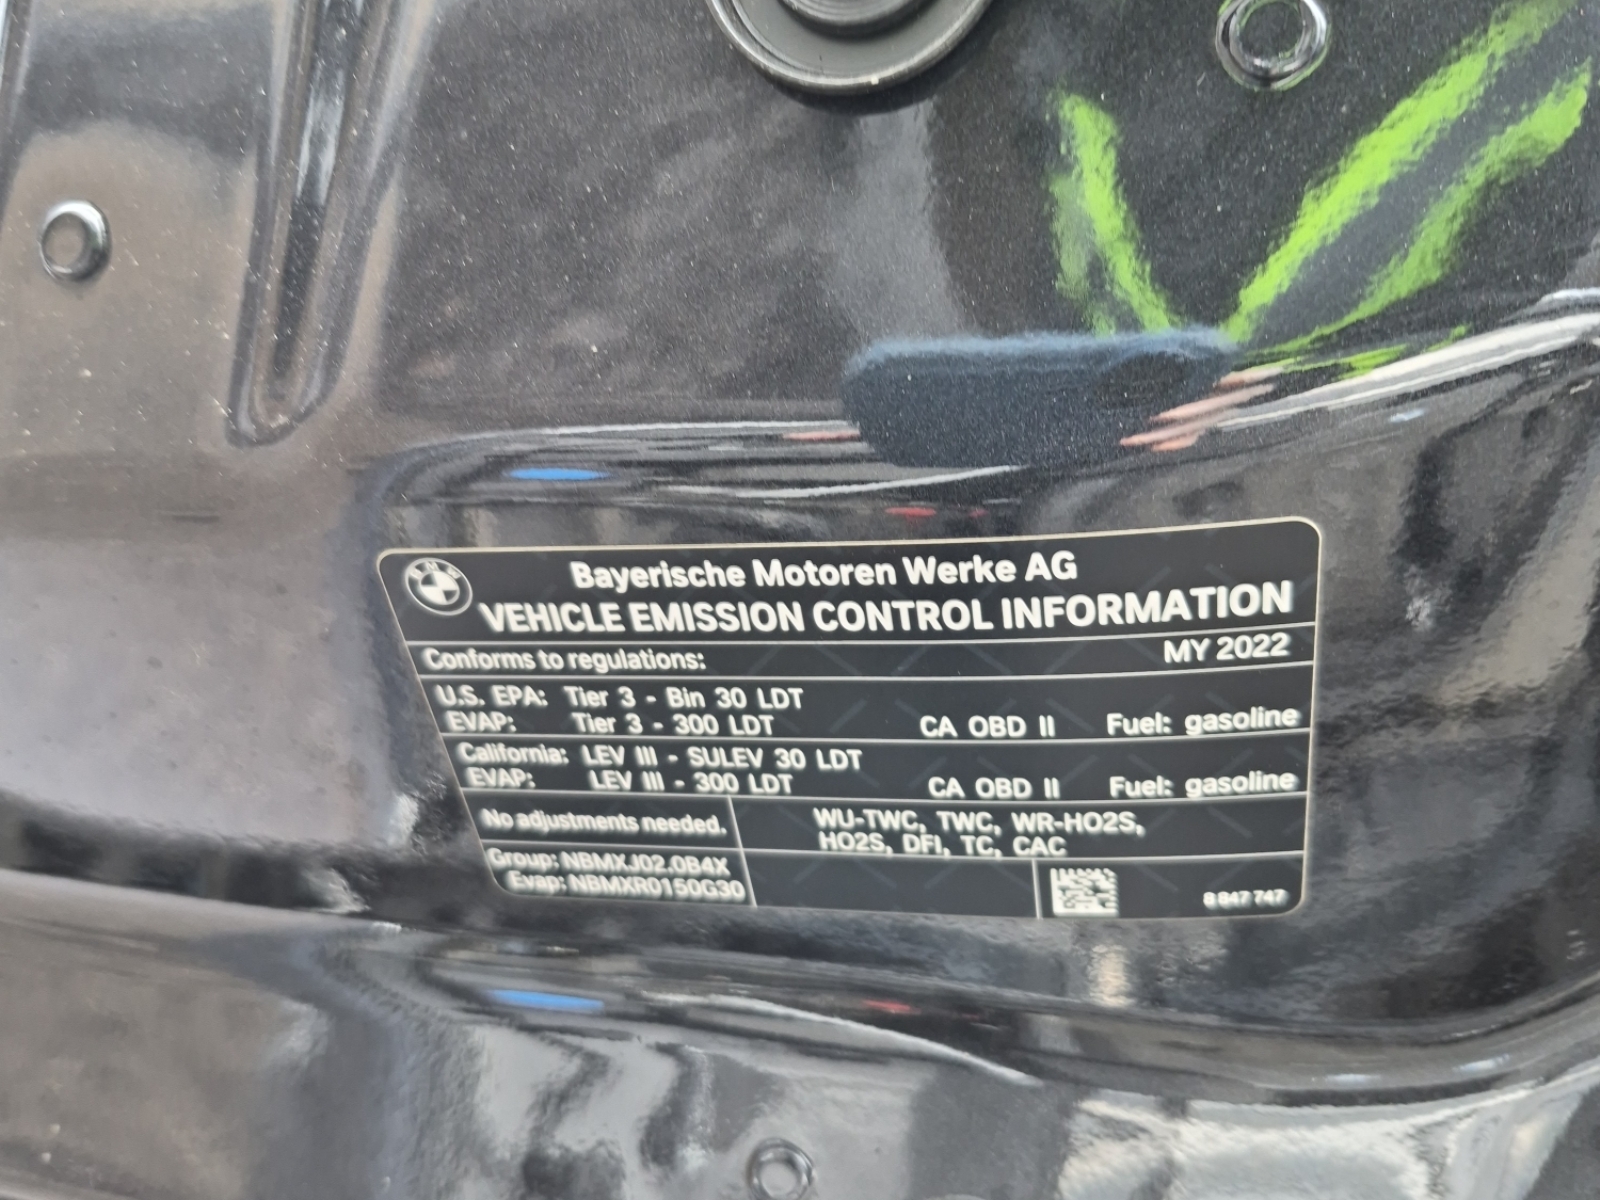 BMW
Bayerische Motoren Werke AG
VEHICLE EMISSION CONTROL INFORMATION
Conforms to regulations: MY 2022
U.S. EPA: Tier 3 - Bin 30 LDT
EVAP: Tier 3 - 300 LDT CA OBD II Fuel: gasoline
California: LEV III - SULEV 30 LDT
EVAP: LEV III - 300 LDT CA OBD II Fuel: gasoline
No adjustments needed.
WU-TWC, TWC, WR-HO2S,
HO2S, DFI, TC, CAC
Group: NBMXJ02.0B4X
Evap: NBMXR0150G30
8 847 747